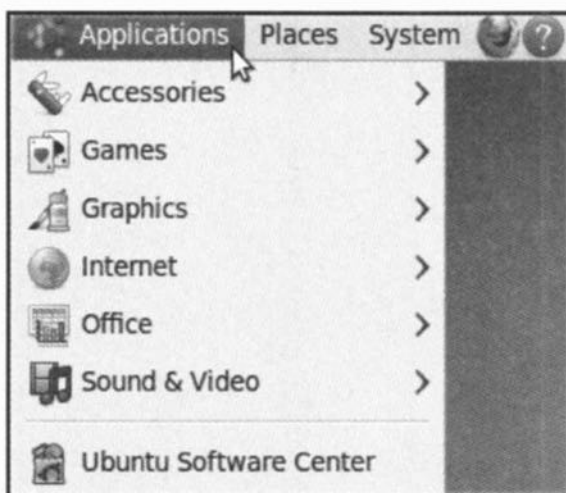 Applications Places System ?
Accessories
Games
Graphics
Internet
Office
Sound & Video
Ubuntu Software Center